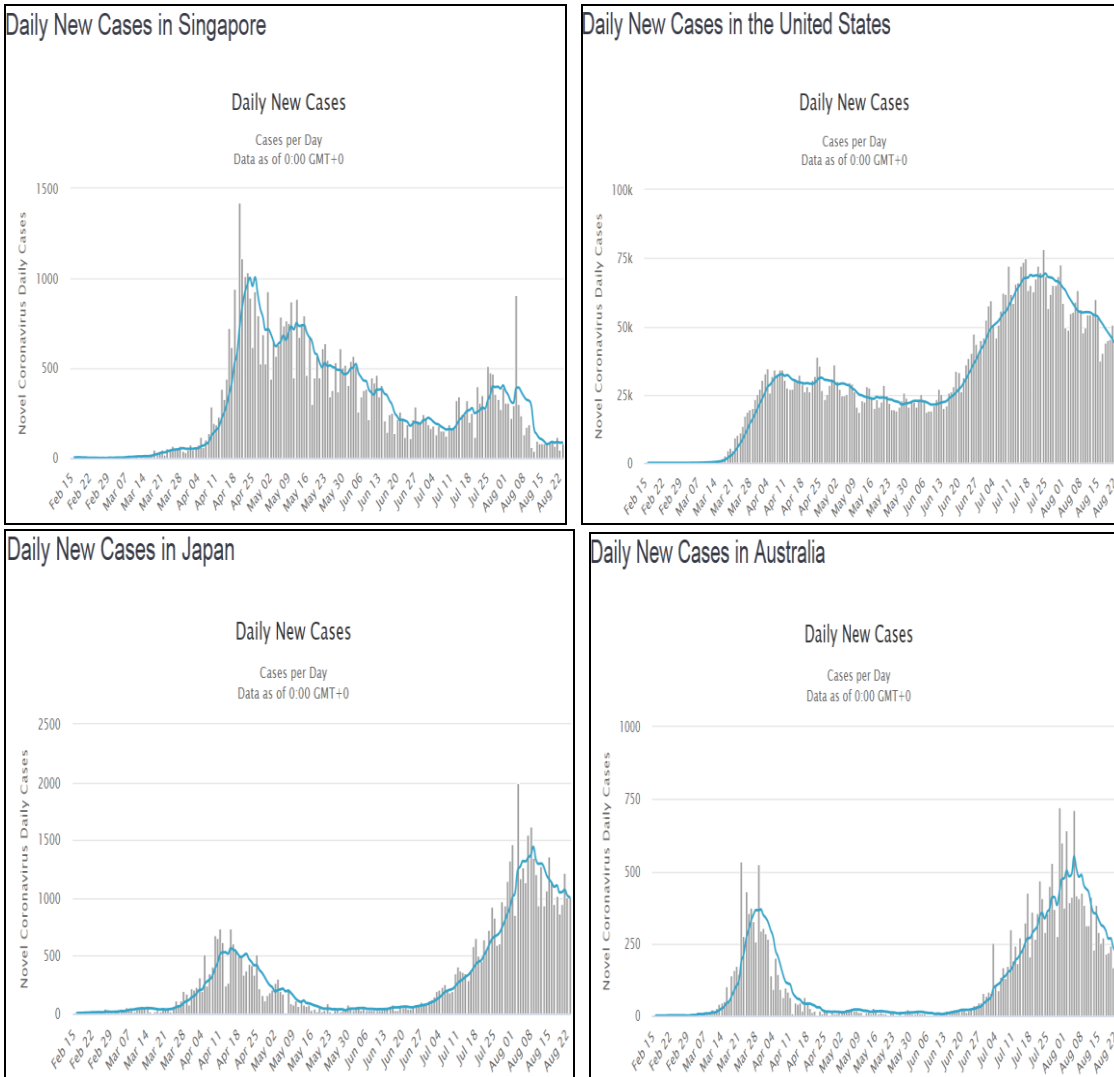 Daily New Cases in Singapore
Daily New Cases
Cases per Day
Data as of 0:00 GMT+0
Novel Coronavirus Daily Cases
1500
1000
500
0
Feb 15
Feb 22
Feb 29
Mar 07
Mar 14
Mar 21
Mar 28
Apr 04
Apr 11
Apr 18
Apr 25
May 02
May 09
May 16
May 23
May 30
Jun 06
Jun 13
Jun 20
Jun 27
Jul 04
Jul 11
Jul 18
Jul 25
Aug 01
Aug 08
Aug 15
Aug 22
Daily New Cases in the United States
Daily New Cases
Cases per Day
Data as of 0:00 GMT+0
Novel Coronavirus Daily Cases
100k
75k
50k
25k
0
Feb 15
Feb 22
Feb 29
Mar 07
Mar 14
Mar 21
Mar 28
Apr 04
Apr 11
Apr 18
Apr 25
May 02
May 09
May 16
May 23
May 30
Jun 06
Jun 13
Jun 20
Jun 27
Jul 04
Jul 11
Jul 18
Jul 25
Aug 01
Aug 08
Aug 15
Aug 22
Daily New Cases in Japan
Daily New Cases
Cases per Day
Data as of 0:00 GMT+0
Novel Coronavirus Daily Cases
2500
2000
1500
1000
500
0
Feb 15
Feb 22
Feb 29
Mar 07
Mar 14
Mar 21
Mar 28
Apr 04
Apr 11
Apr 18
Apr 25
May 02
May 09
May 16
May 23
May 30
Jun 06
Jun 13
Jun 20
Jun 27
Jul 04
Jul 11
Jul 18
Jul 25
Aug 01
Aug 08
Aug 15
Aug 22
Daily New Cases in Australia
Daily New Cases
Cases per Day
Data as of 0:00 GMT+0
Novel Coronavirus Daily Cases
1000
750
500
250
0
Feb 15
Feb 22
Feb 29
Mar 07
Mar 14
Mar 21
Mar 28
Apr 04
Apr 11
Apr 18
Apr 25
May 02
May 09
May 16
May 23
May 30
Jun 06
Jun 13
Jun 20
Jun 27
Jul 04
Jul 11
Jul 18
Jul 25
Aug 01
Aug 08
Aug 15
Aug 22